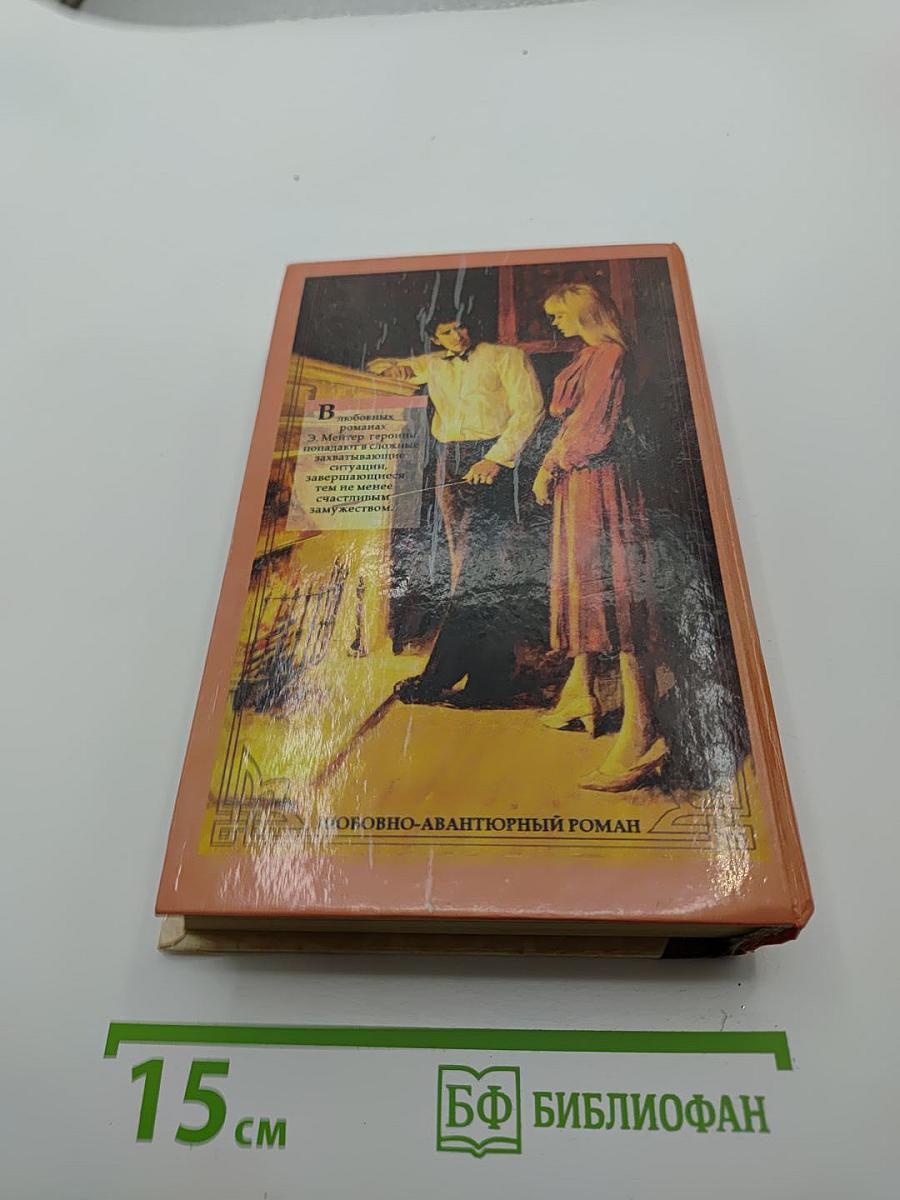 В любовных
романах
Э. Мейтер героины
попадают в сложные
захватывающие
ситуации,
завершающиеся
тем не менее
счастливым
замужеством.
ЛЮБОВНО-АВАНТЮРНЫЙ РОМАН
15 см
БФ БИБЛИОФАН